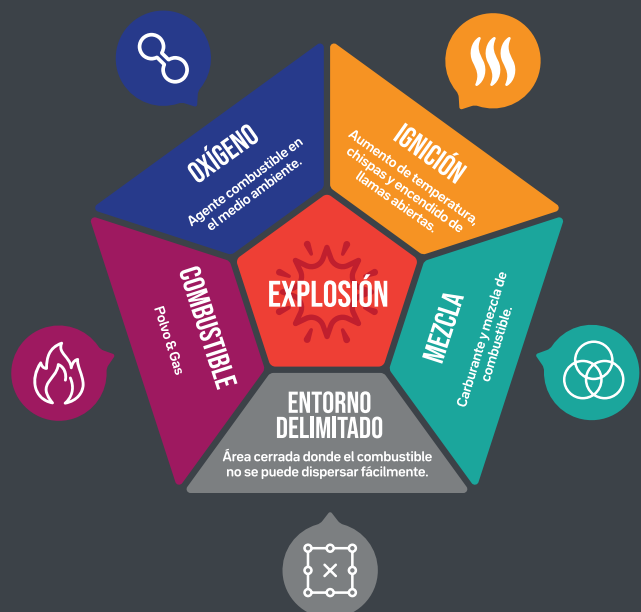 OXÍGENO
Agente combustible en
el medio ambiente.
IGNICIÓN
Aumento de temperatura,
chispas y encendido de
llamas abiertas.
COMBUSTIBLE
Polvo & Gas
EXPLOSIÓN
MEZCLA
Carburante y mezcla de
combustible.
ENTORNO
DELIMITADO
Área cerrada donde el combustible
no se puede dispersar fácilmente.